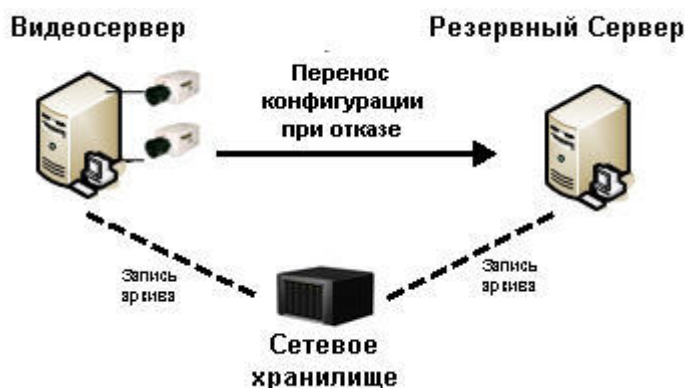 Видеосервер
Резервный Сервер
Перенос
конфигурации
при отказе
Запись
архива
Запись
архива
Сетевое
хранилище